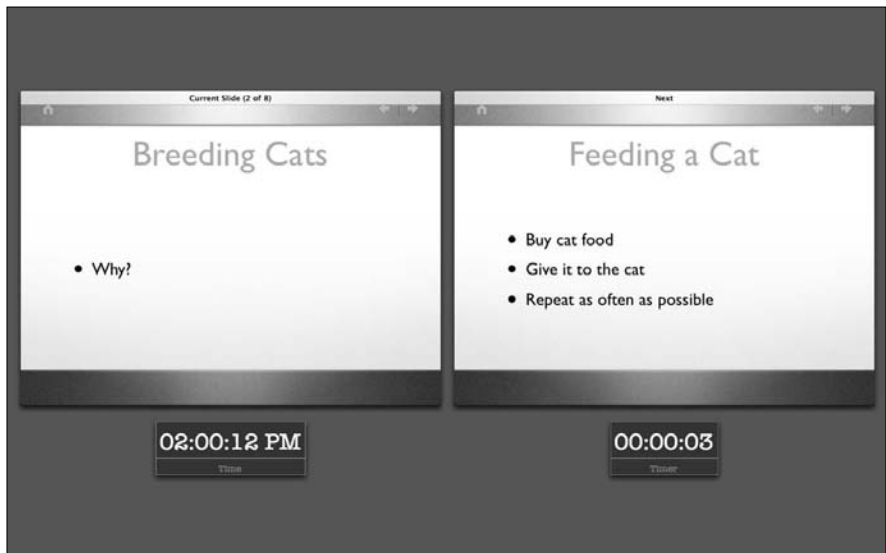 Current Slide (2 of 8)
Breeding Cats
• Why?
02:00:12 PM
Time
Next
Feeding a Cat
• Buy cat food
• Give it to the cat
• Repeat as often as possible
00:00:03
Timer